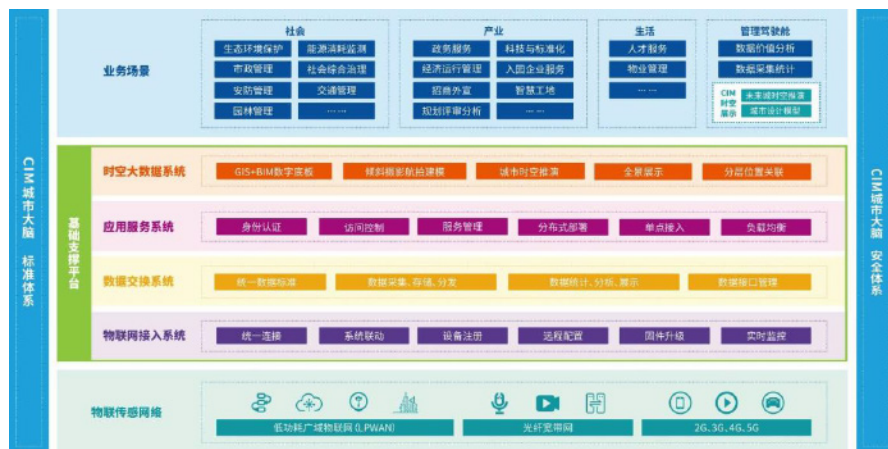 CIM城市大脑 标准体系
业务场景
社会
生态环境保护 能源消耗监测
市政管理 社会综合治理
安防管理 交通管理
园林管理 ……
产业
政务服务 科技与标准化
经济运行管理 入园企业服务
招商外宣 智慧工地
规划评审分析 ……
生活
人才服务
物业管理
……
管理驾驶舱
数据价值分析
数据采集统计
CIM时空展示
未来城时空推演
城市设计模型
基础支撑平台
时空大数据系统
GIS+BIM数字底板 倾斜摄影航拍建模 城市时空推演 全景展示 分层位置关联
应用服务系统
身份认证 访问控制 服务管理 分布式部署 单点接入 负载均衡
数据交换系统
统一数据标准 数据采集、存储、分发 数据统计、分析、展示 数据接口管理
物联网接入系统
统一连接 系统联动 设备注册 远程配置 固件升级 实时监控
物联传感网络
低功耗广域物联网(LPWAN) 光纤宽带网 2G、3G、4G、5G
CIM城市大脑 安全体系